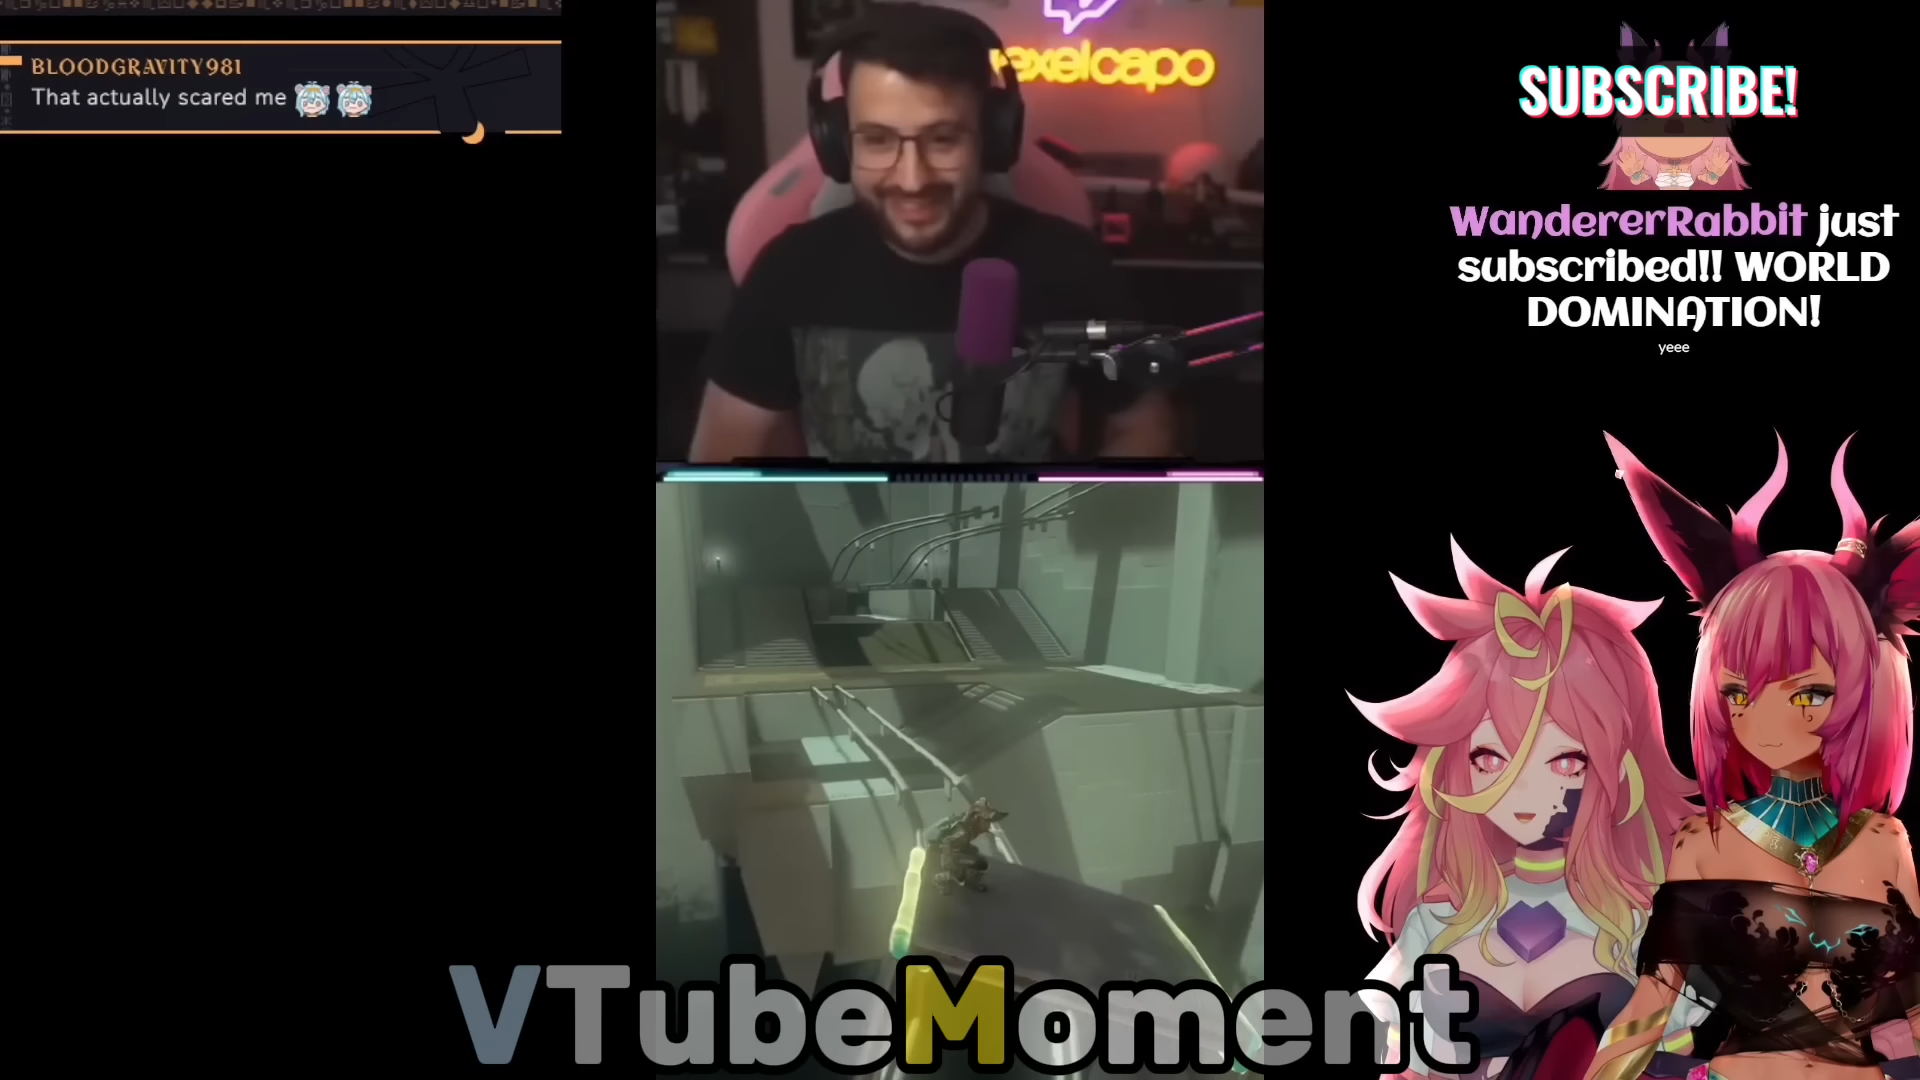 BLOODGRAVITY981
That actually scared me
exelcapo
SUBSCRIBE!
WandererRabbit just
subscribed!! WORLD
DOMINATION!
yeee
VTubeMoment